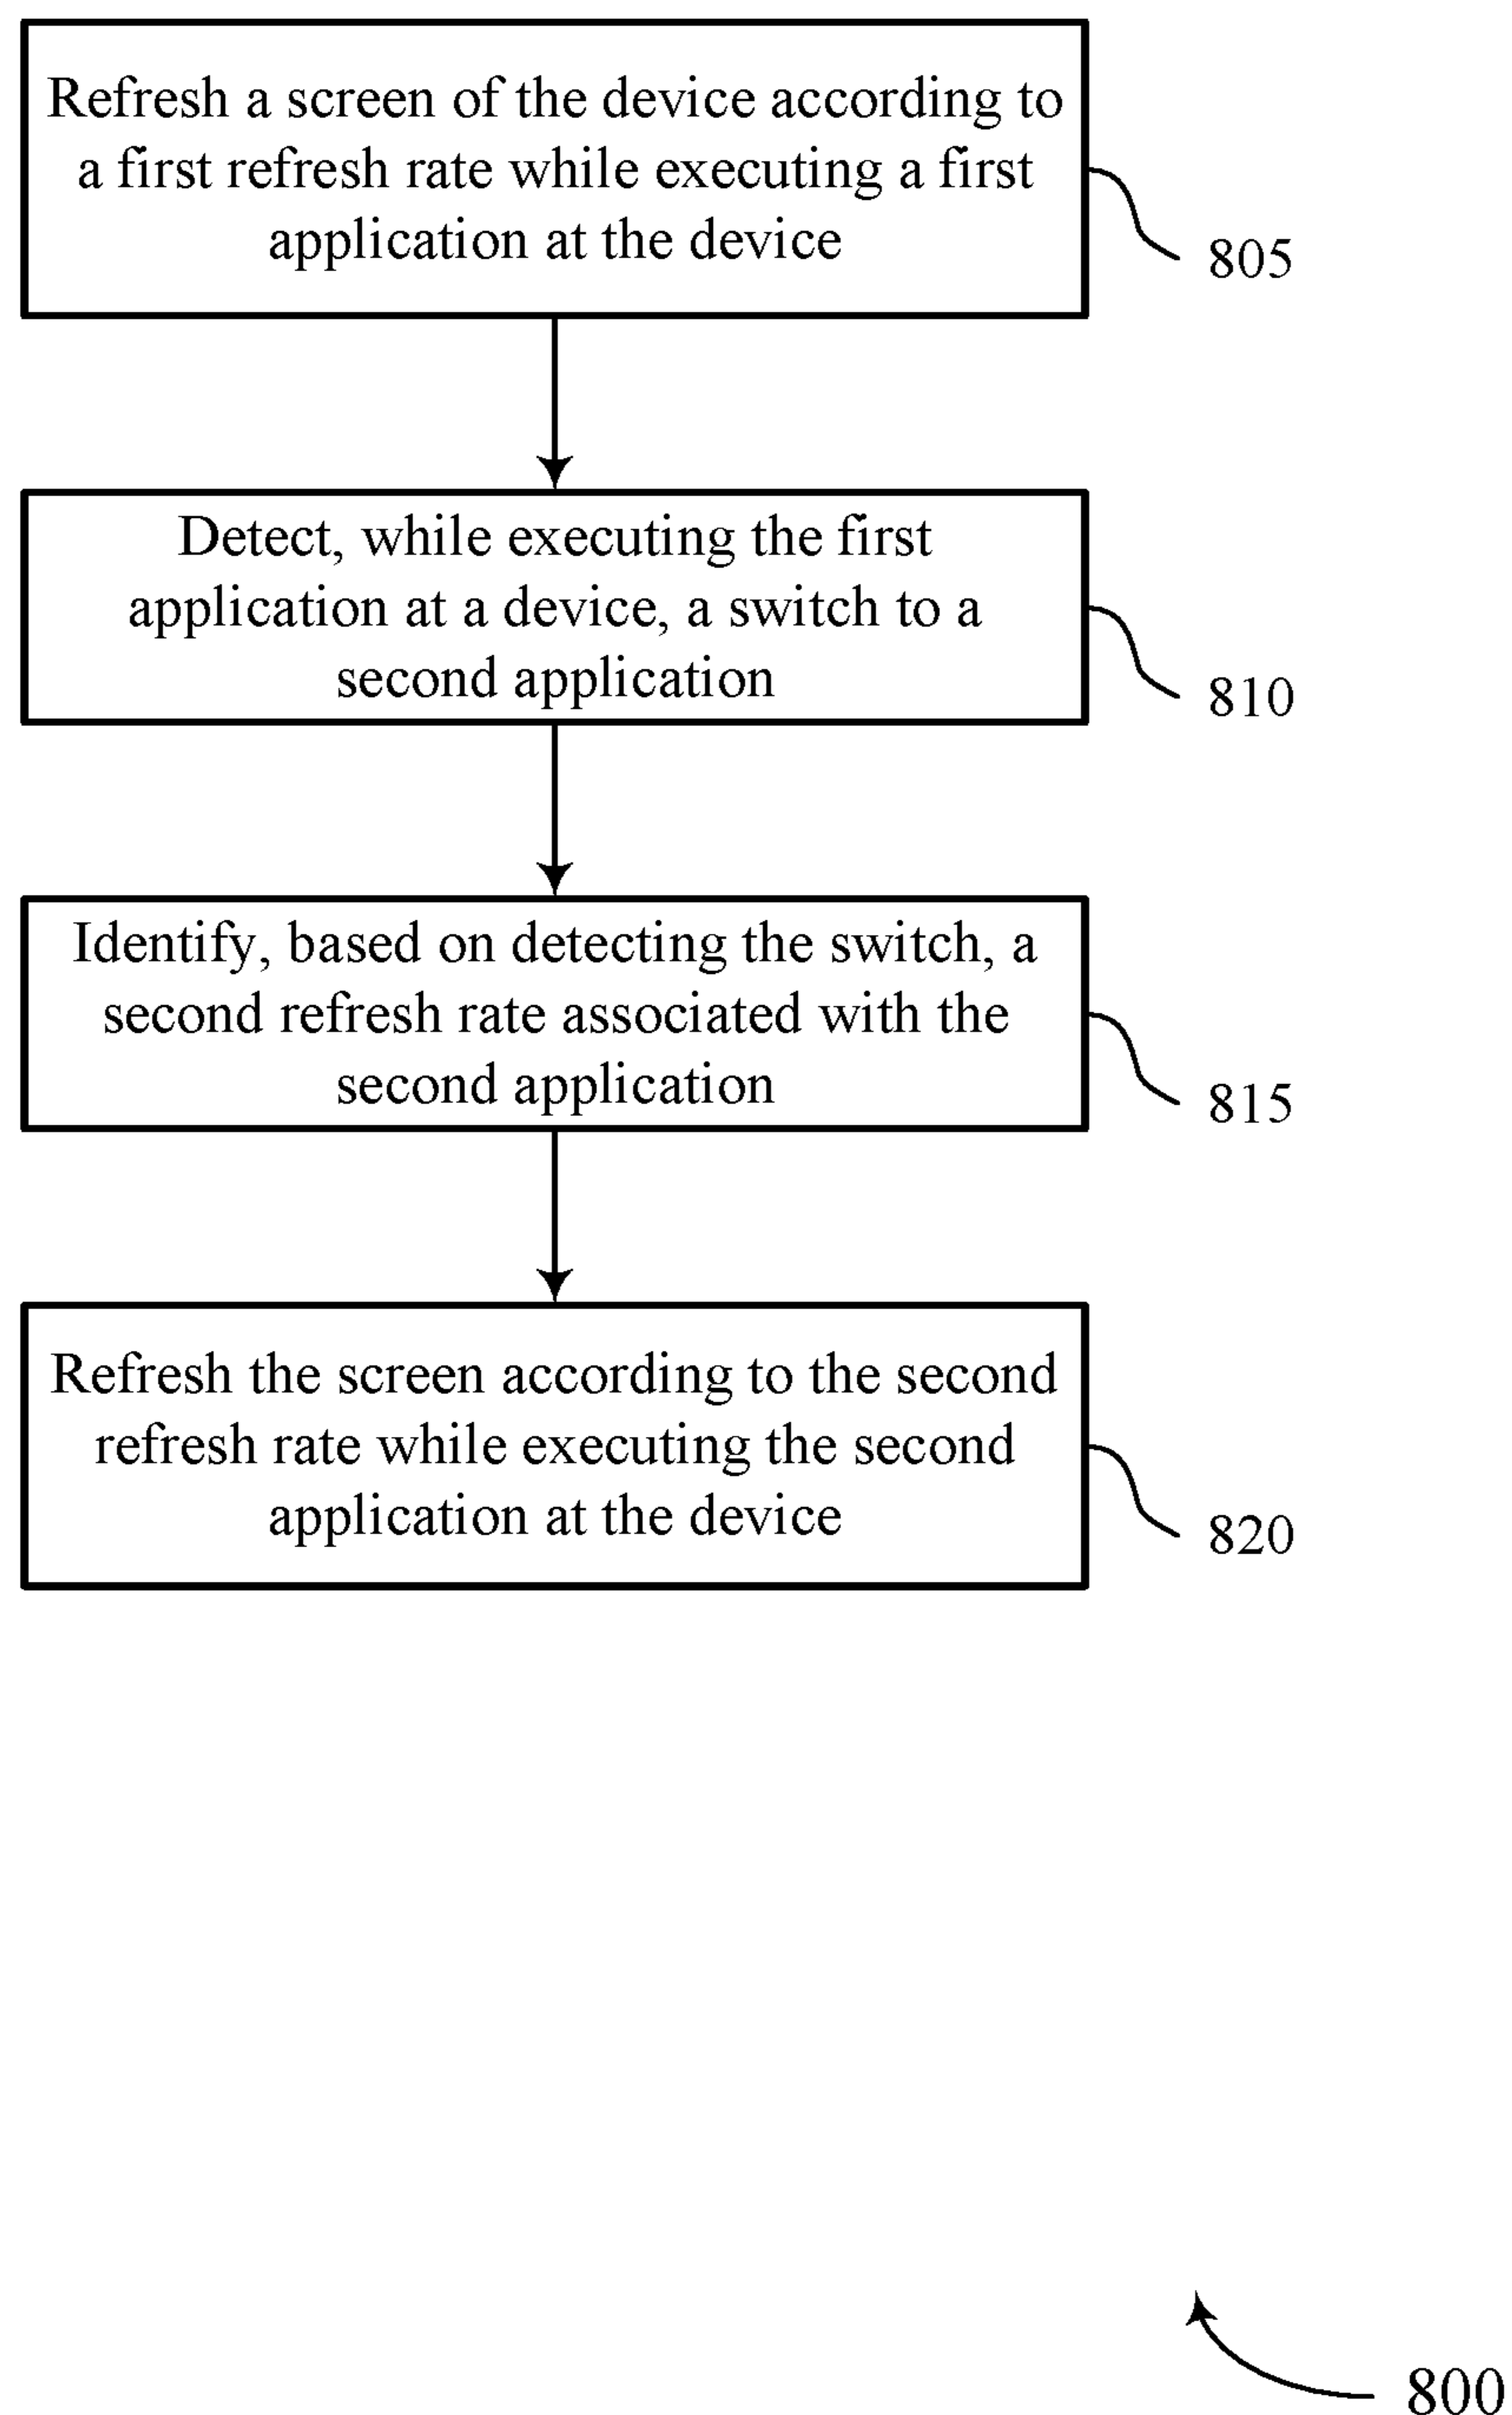 Refresh a screen of the device according to
a first refresh rate while executing a first
application at the device
805
Detect, while executing the first
application at a device, a switch to a
second application
810
Identify, based on detecting the switch, a
second refresh rate associated with the
second application
815
Refresh the screen according to the second
refresh rate while executing the second
application at the device
820
800